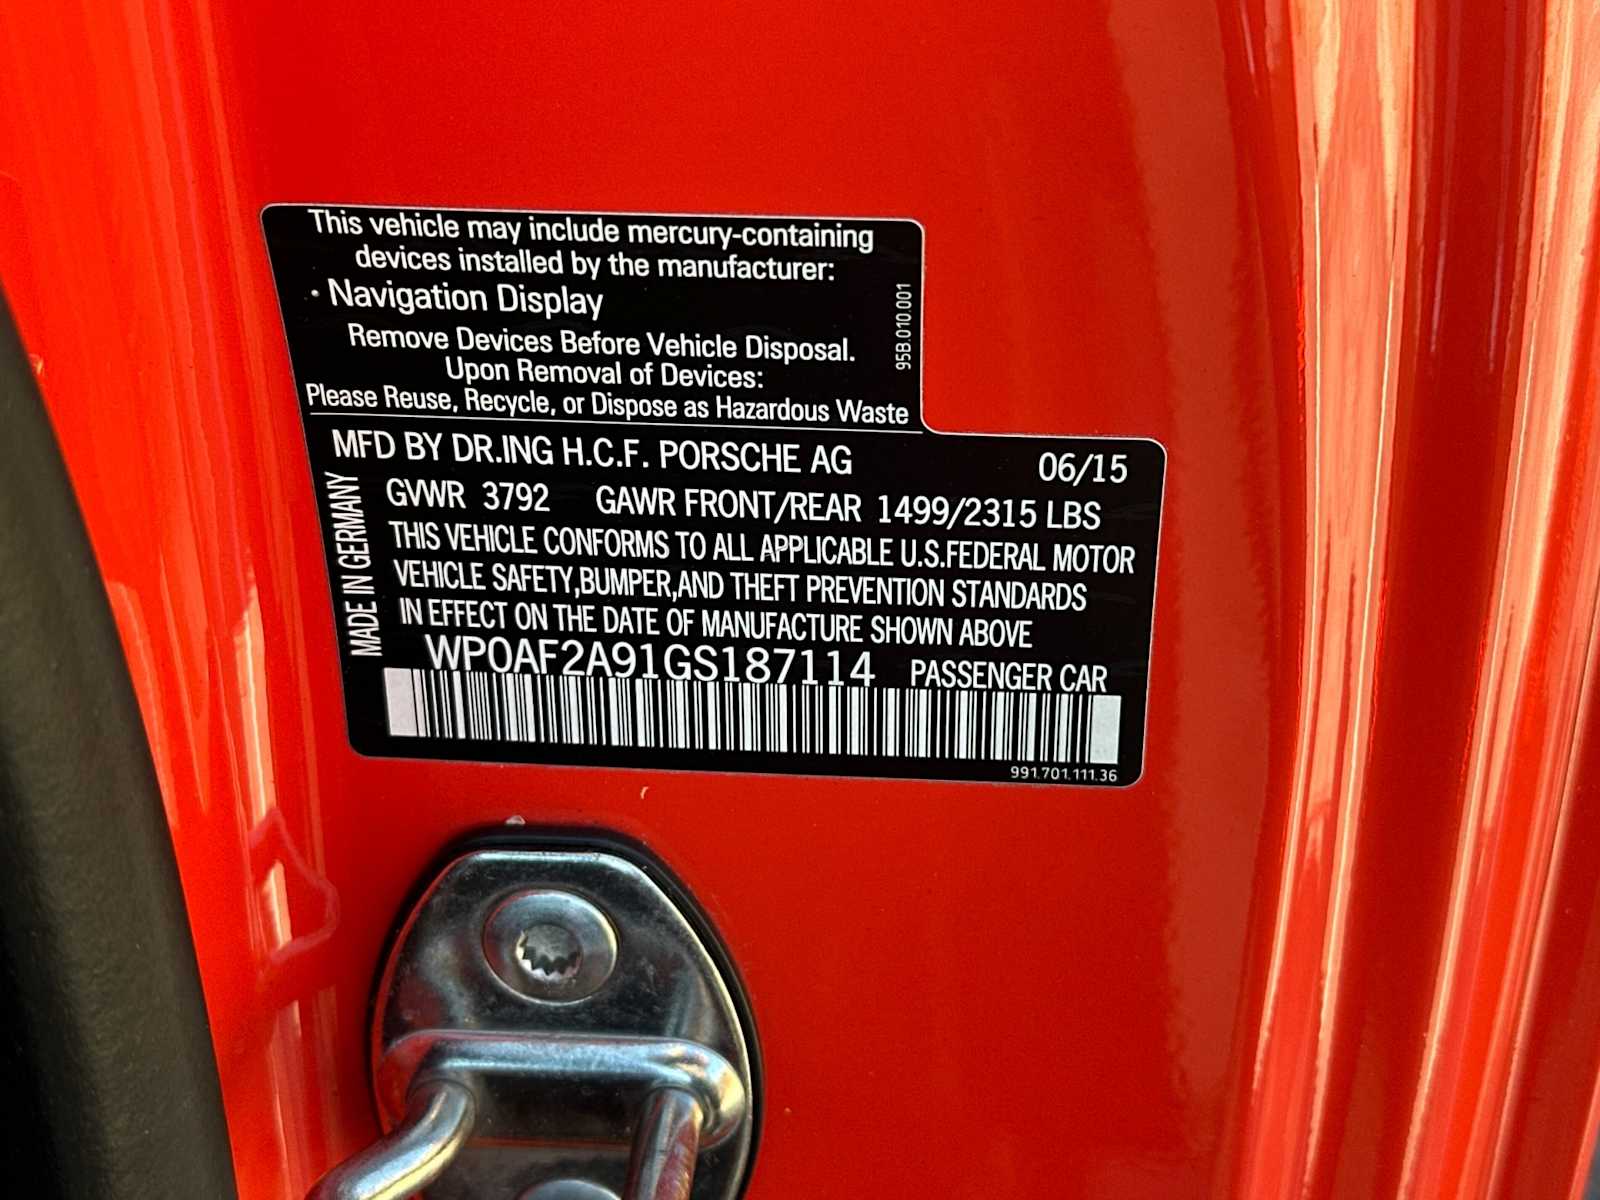 This vehicle may include mercury-containing
devices installed by the manufacturer:
· Navigation Display
Remove Devices Before Vehicle Disposal.
Upon Removal of Devices:
Please Reuse, Recycle, or Dispose as Hazardous Waste
95B.010.001
MFD BY DR.ING H.C.F. PORSCHE AG 06/15
GVWR 3792 GAWR FRONT/REAR 1499/2315 LBS
THIS VEHICLE CONFORMS TO ALL APPLICABLE U.S.FEDERAL MOTOR
VEHICLE SAFETY,BUMPER,AND THEFT PREVENTION STANDARDS
IN EFFECT ON THE DATE OF MANUFACTURE SHOWN ABOVE
MADE IN GERMANY
WP0AF2A91GS187114 PASSENGER CAR
991.701.111.36